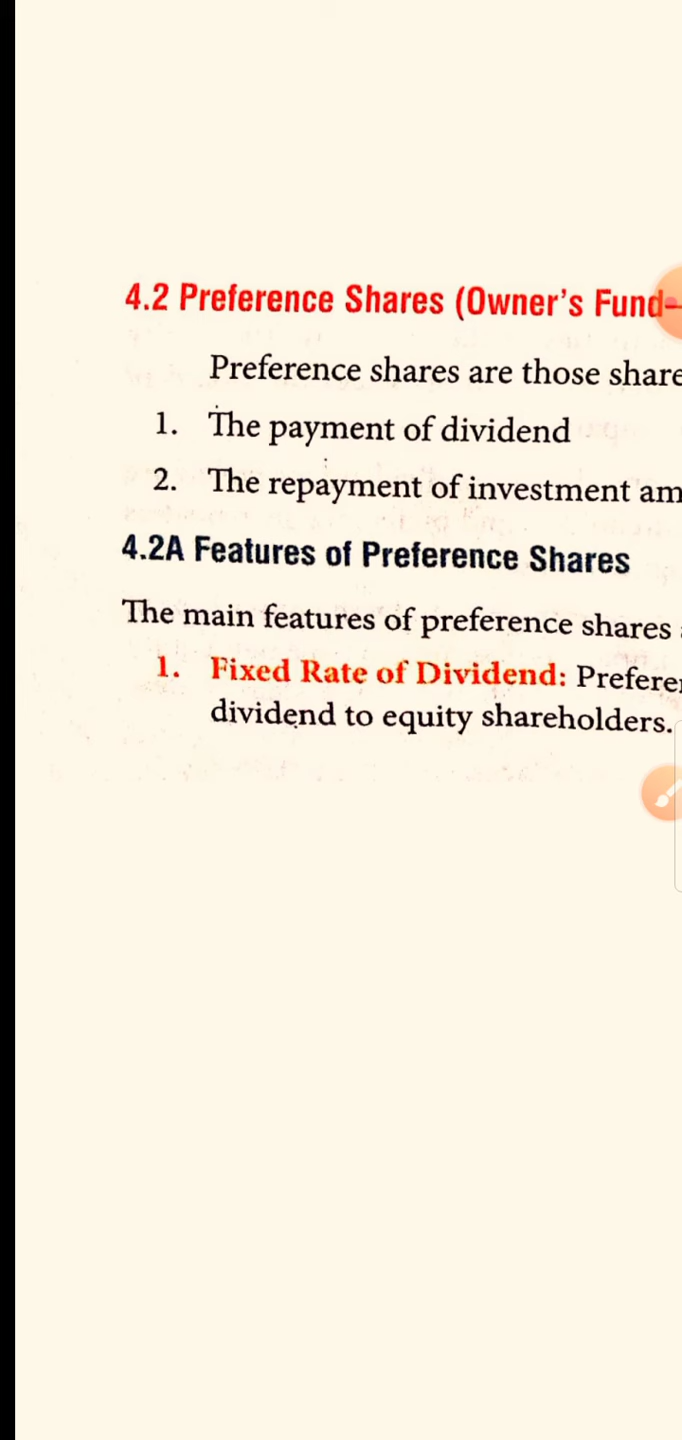 4.2 Preference Shares (Owner's Fund–
Preference shares are those share
1. The payment of dividend
2. The repayment of investment am
4.2A Features of Preference Shares
The main features of preference shares
1. Fixed Rate of Dividend: Prefere
dividend to equity shareholders.